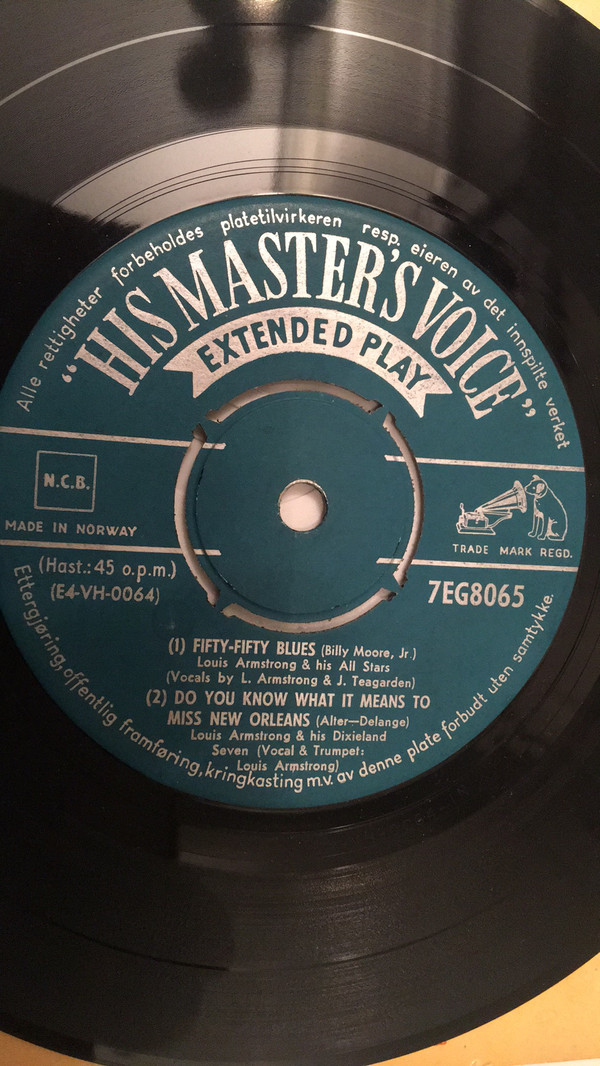 Alle rettigheter forbeholdes platetilvirkeren resp. eieren av det innspilte verket
"HIS MASTER'S VOICE"
EXTENDED PLAY
N.C.B.
MADE IN NORWAY
TRADE MARK REGD.
(Hast.: 45 o.p.m.)
(E4-VH-0064)
7EG8065
(1) FIFTY-FIFTY BLUES (Billy Moore, Jr.)
Louis Armstrong & his All Stars
(Vocals by L. Armstrong & J. Teagarden)
(2) DO YOU KNOW WHAT IT MEANS TO
MISS NEW ORLEANS (Alter—Delange)
Louis Armstrong & his Dixieland
Seven (Vocal & Trumpet:
Louis Armstrong)
Ettergjøring, offentlig framføring, kringkasting m.v. av denne plate forbudt uten samtykke.